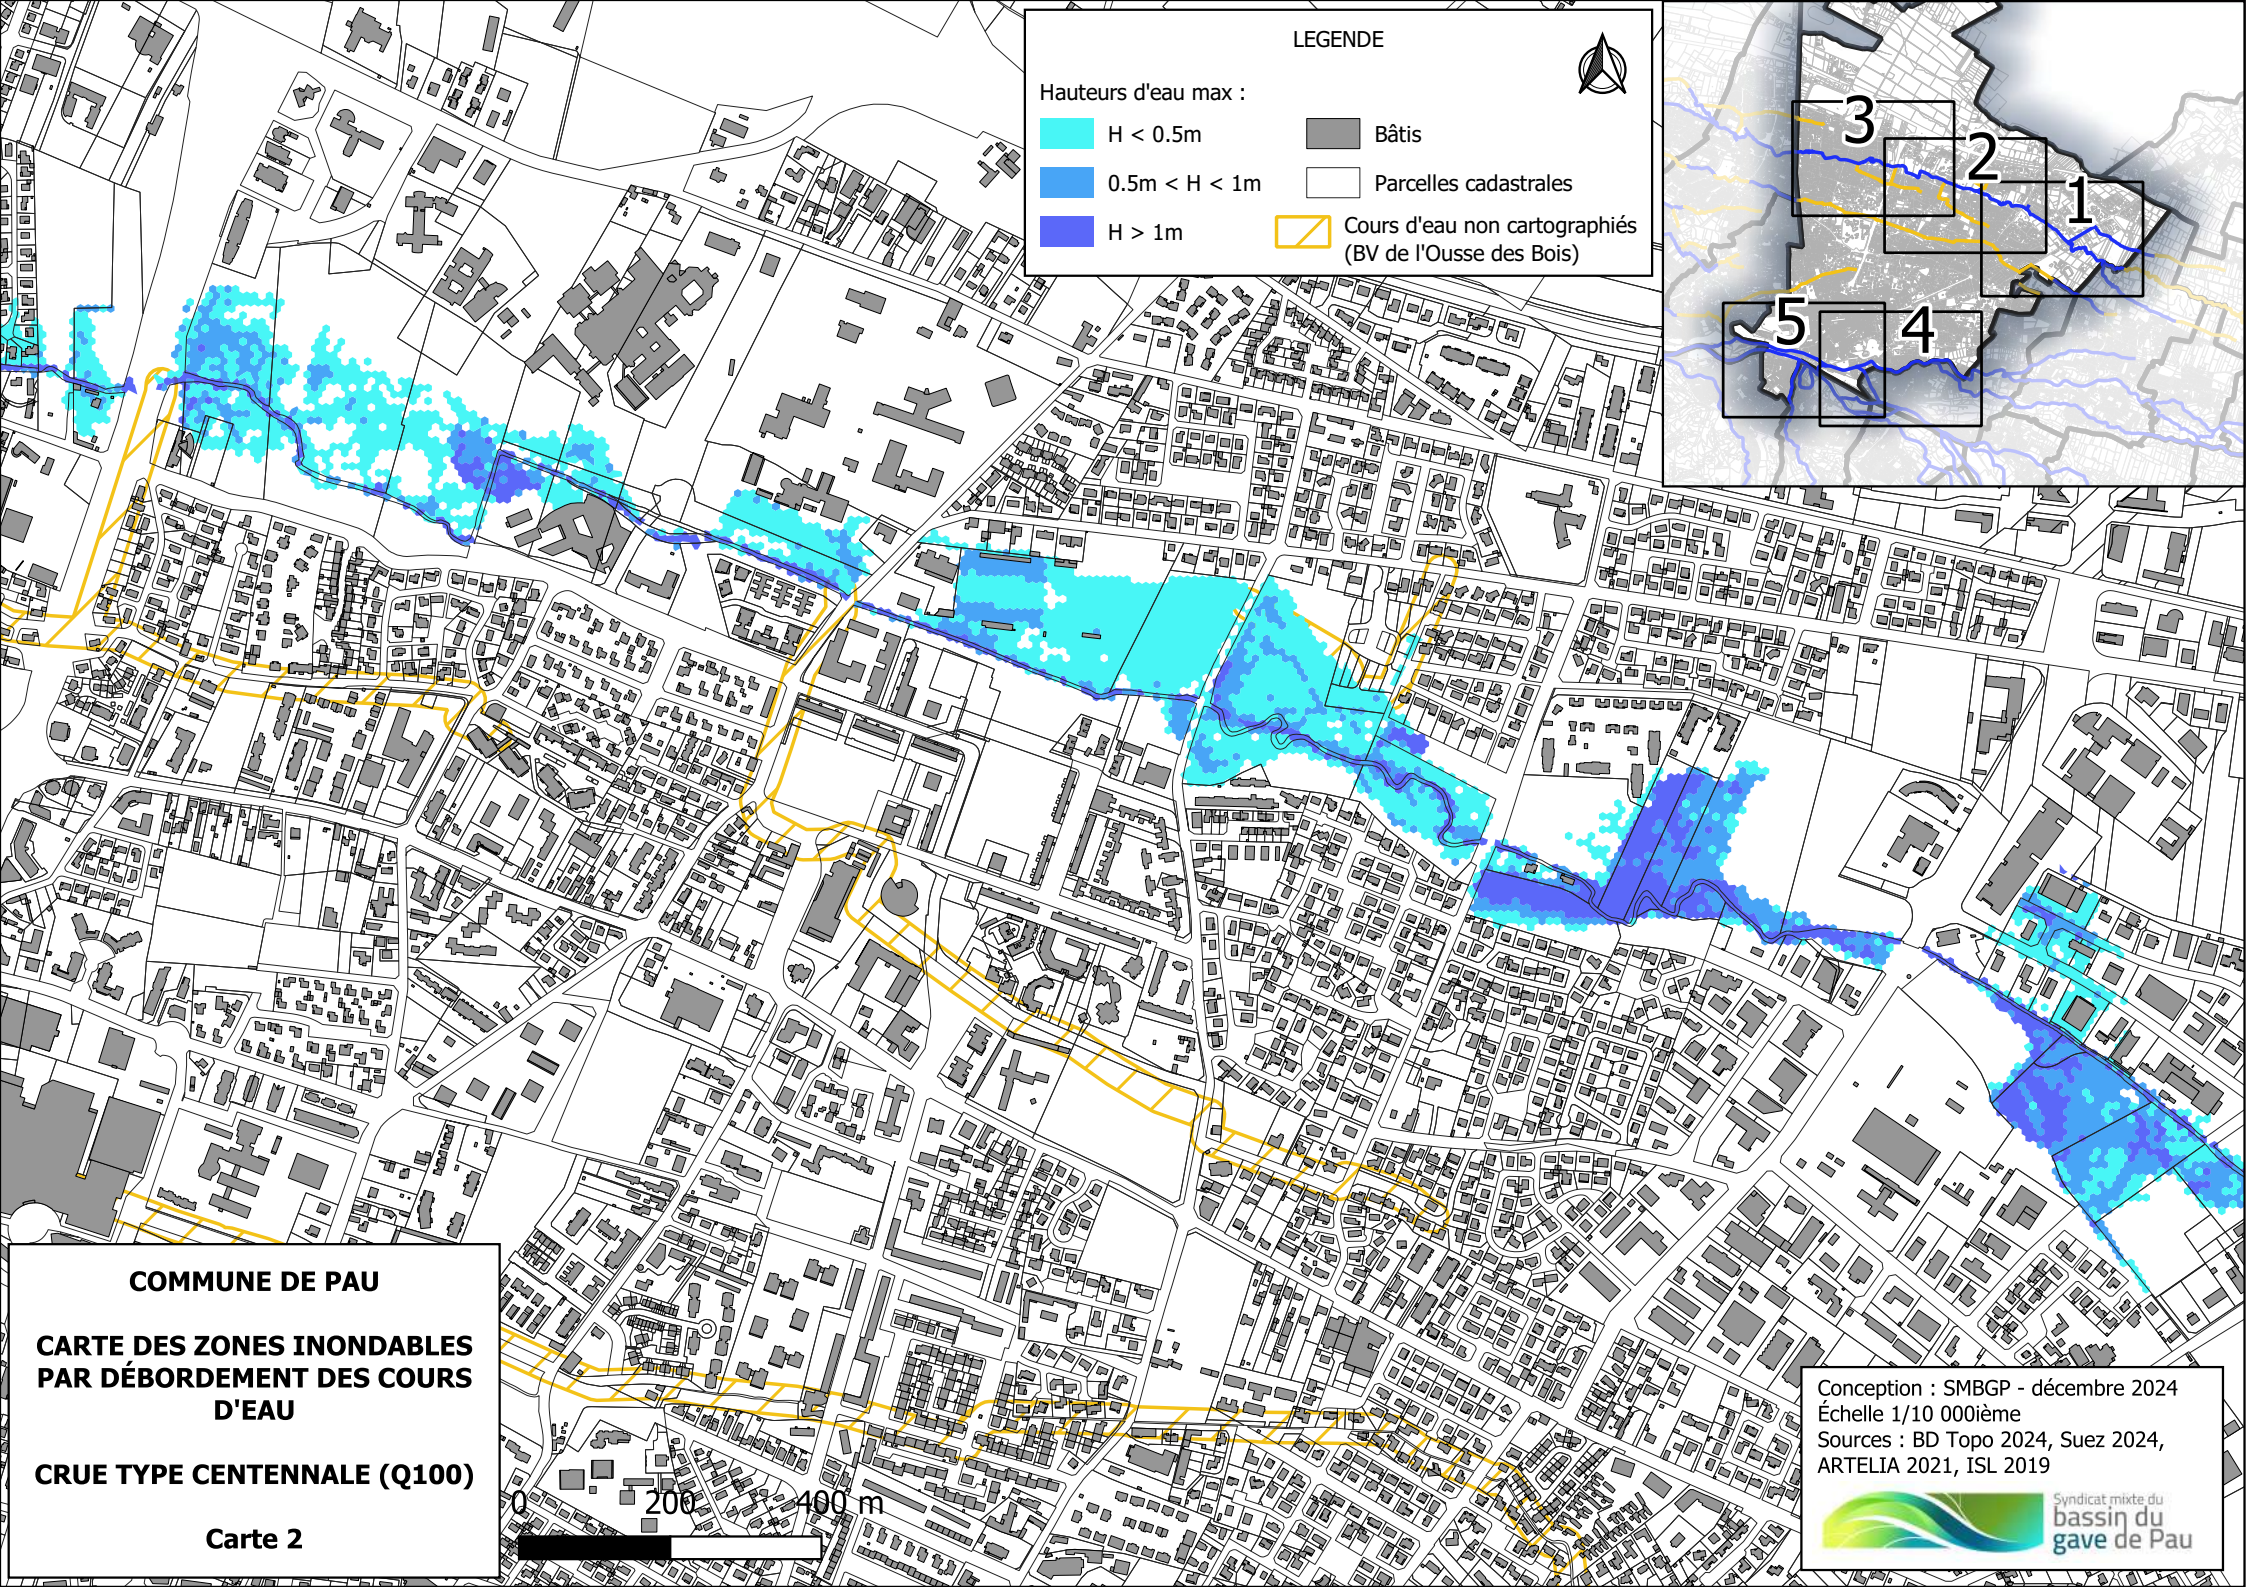 LEGENDE
Hauteurs d'eau max :
H < 0.5m
0.5m < H < 1m
H > 1m
Bâtis
Parcelles cadastrales
Cours d'eau non cartographiés
(BV de l'Ousse des Bois)
3
2
1
5
4
COMMUNE DE PAU
CARTE DES ZONES INONDABLES
PAR DÉBORDEMENT DES COURS
D'EAU
CRUE TYPE CENTENNALE (Q100)
Carte 2
0 200 400 m
Conception : SMBGP - décembre 2024
Échelle 1/10 000ième
Sources : BD Topo 2024, Suez 2024,
ARTELIA 2021, ISL 2019
Syndicat mixte du
bassin du
gave de Pau